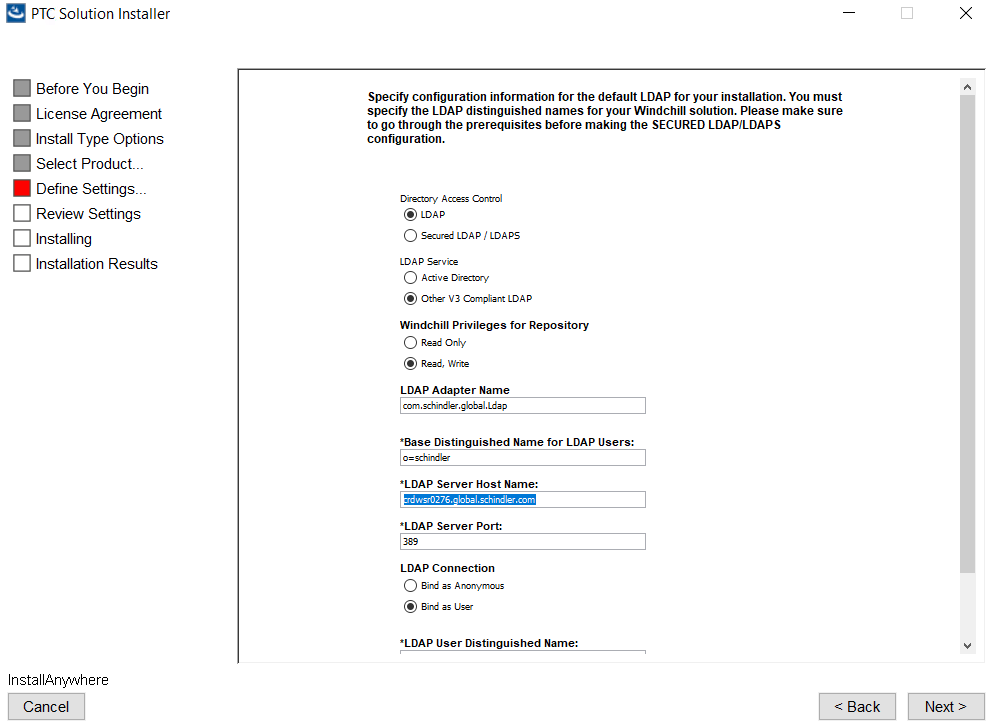 PTC Solution Installer
Before You Begin
License Agreement
Install Type Options
Select Product...
Define Settings...
Review Settings
Installing
Installation Results
Specify configuration information for the default LDAP for your installation. You must
specify the LDAP distinguished names for your Windchill solution. Please make sure
to go through the prerequisites before making the SECURED LDAP/LDAPS
configuration.
Directory Access Control
LDAP
Secured LDAP / LDAPS
LDAP Service
Active Directory
Other V3 Compliant LDAP
Windchill Privileges for Repository
Read Only
Read, Write
LDAP Adapter Name
com.schindler.global.Ldap
*Base Distinguished Name for LDAP Users:
o=schindler
*LDAP Server Host Name:
crdwsr0276.global.schindler.com
*LDAP Server Port:
389
LDAP Connection
Bind as Anonymous
Bind as User
*LDAP User Distinguished Name:
InstallAnywhere
Cancel
< Back
Next >